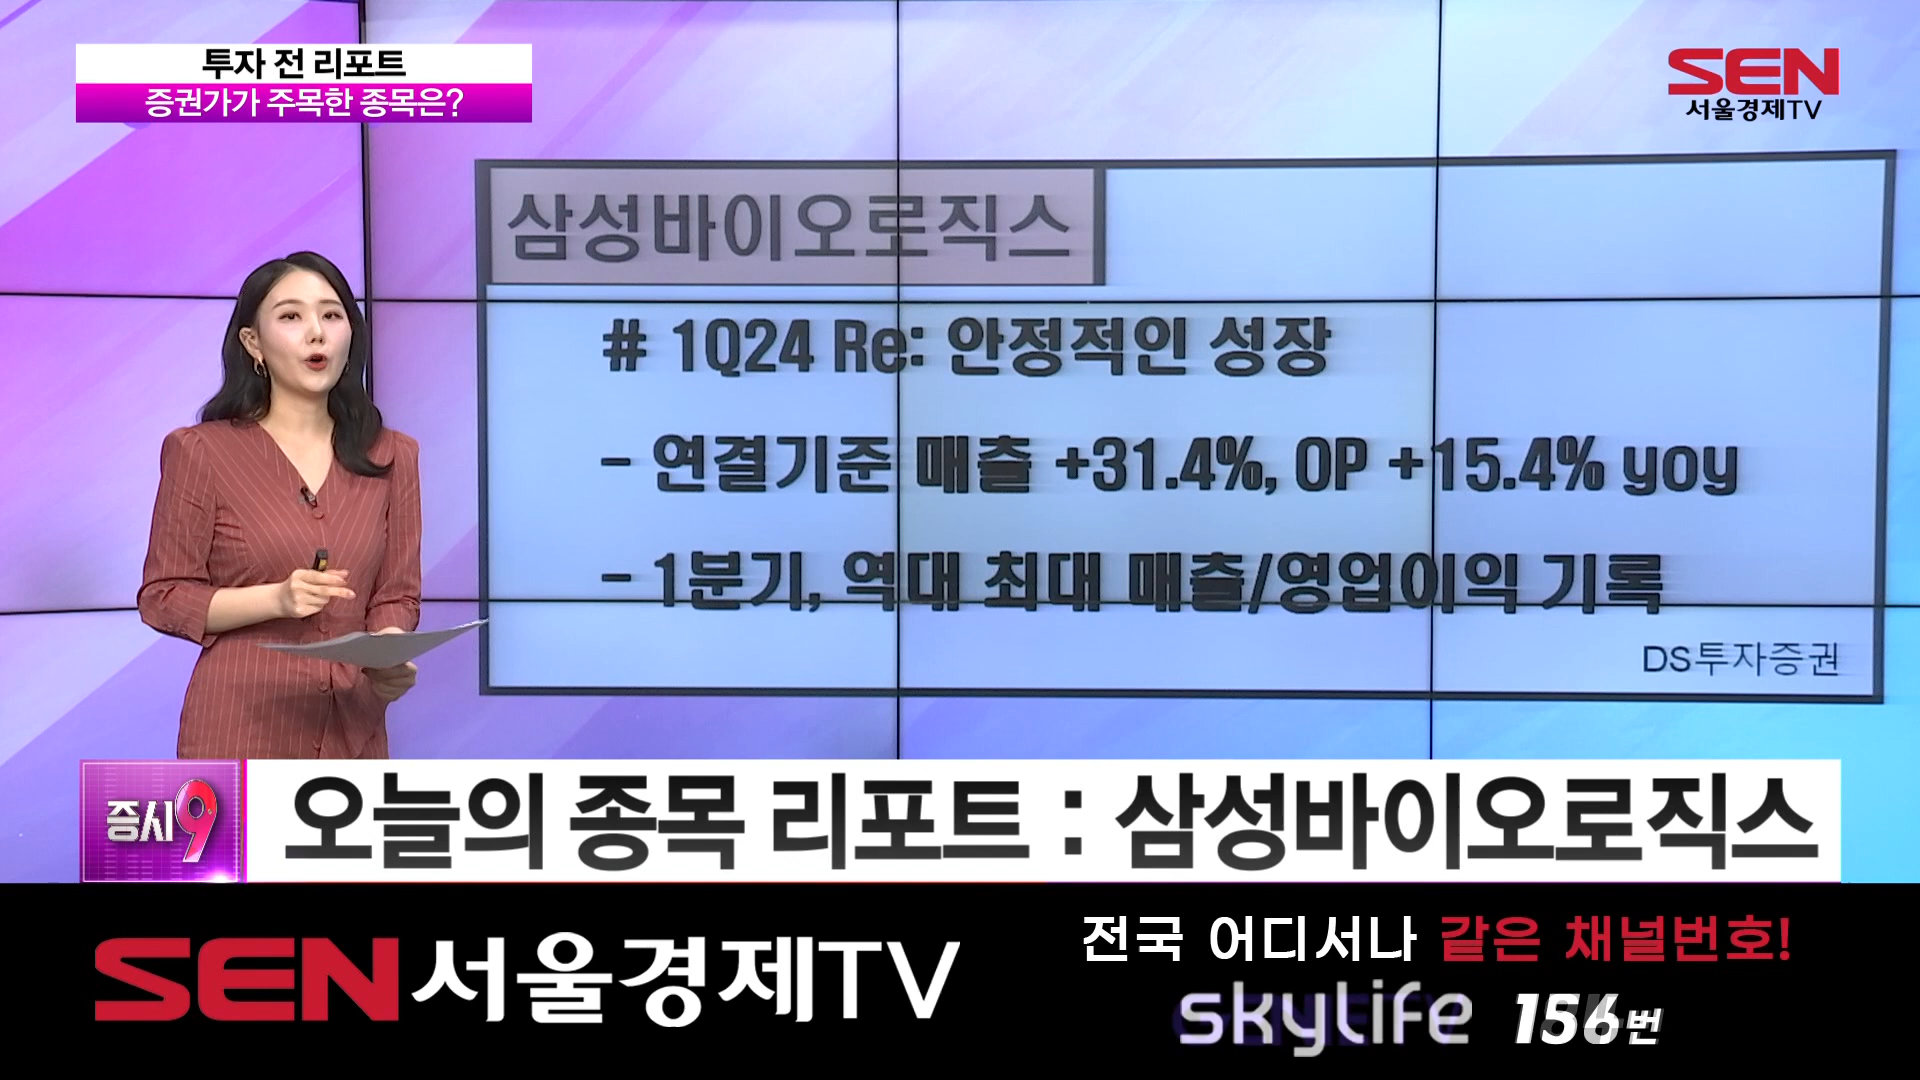 투자 전 리포트
증권가가 주목한 종목은?
SEN
서울경제TV
삼성바이오로직스
# 1Q24 Re: 안정적인 성장
- 연결기준 매출 +31.4%, OP +15.4% yoy
- 1분기, 역대 최대 매출/영업이익 기록
DS투자증권
증시9
오늘의 종목 리포트 : 삼성바이오로직스
SEN 서울경제TV
전국 어디서나 같은 채널번호!
skylife 156번